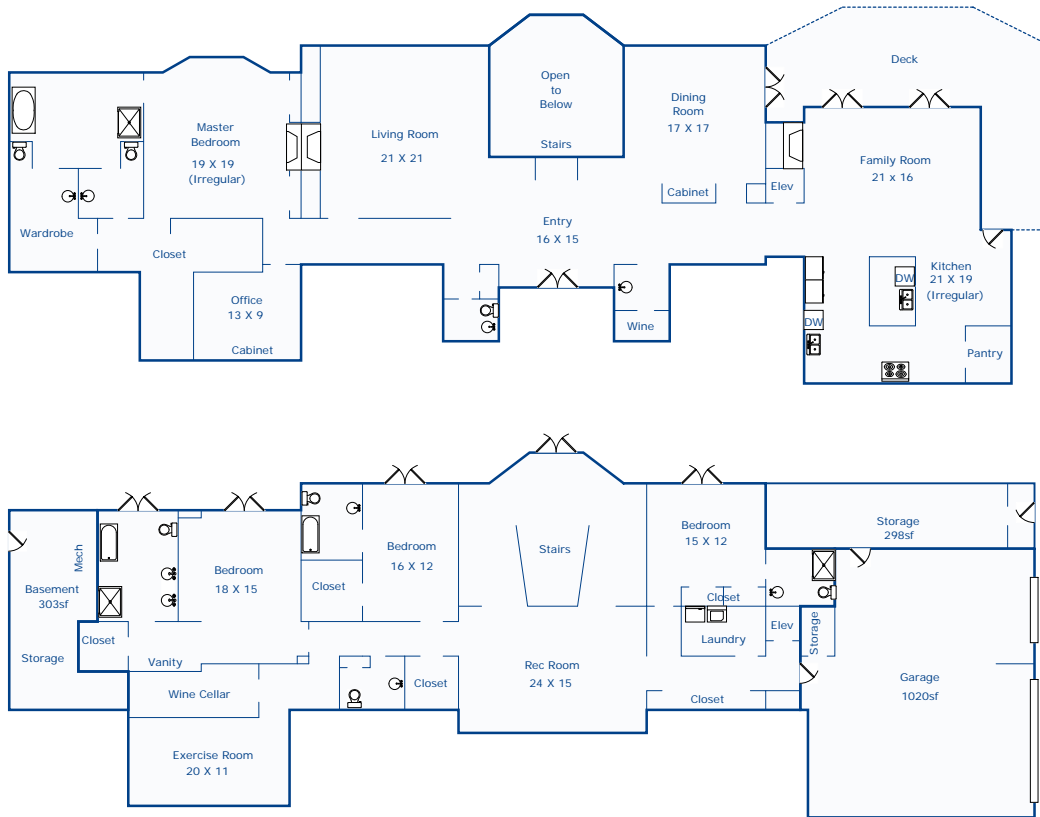 Deck
Open
to
Below
Stairs
Dining
Room
17 X 17
Master
Bedroom
19 X 19
(Irregular)
Living Room
21 X 21
Family Room
21 x 16
Cabinet
Elev
Wardrobe
Entry
16 X 15
Closet
Kitchen
21 X 19
(Irregular)
DW
Office
13 X 9
Cabinet
Wine
DW
Pantry
Storage
298sf
Bedroom
15 X 12
Bedroom
16 X 12
Stairs
Mech
Basement
303sf
Bedroom
18 X 15
Closet
Closet
Closet
Laundry
Elev
Storage
Storage
Vanity
Rec Room
24 X 15
Garage
1020sf
Wine Cellar
Closet
Closet
Exercise Room
20 X 11